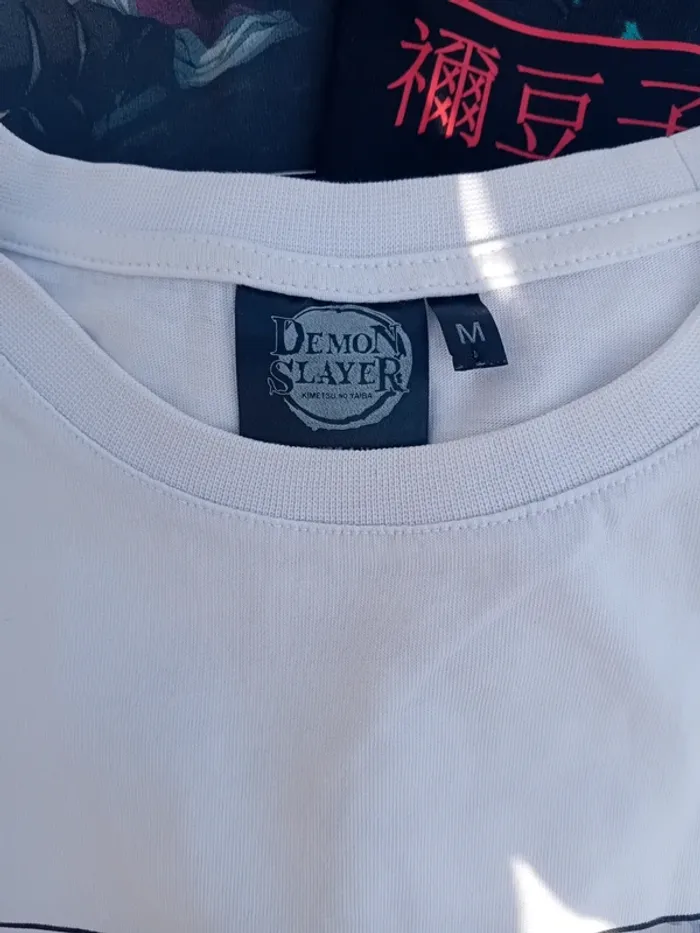 禰豆子
DEMON
SLAYER
KIMETSU NO YAIBA
M